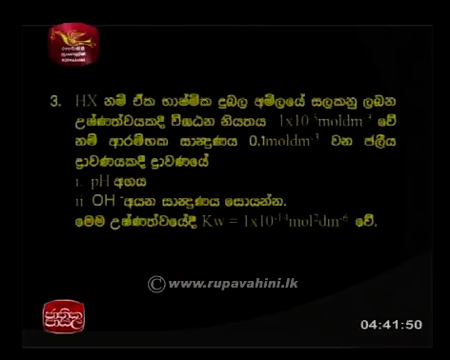 3. HX නම් ඒක භාෂ්මික දුබල අම්ලයේ සලකනු ලබන
උෂ්ණත්වයකදී විඝටන නියතය 1x10⁻⁵moldm⁻³ වේ
නම් ආරම්භක සාන්ද්‍රණය 0.1moldm⁻³ වන ජලීය
ද්‍රාවණයකදී ද්‍රාවණයේ
i. pH අගය
ii OH⁻අයන සාන්ද්‍රණය සොයන්න.
මෙම උෂ්ණත්වයේදී Kw = 1x10⁻¹⁴mol²dm⁻⁶ වේ.
© www.rupavahini.lk
04:41:50